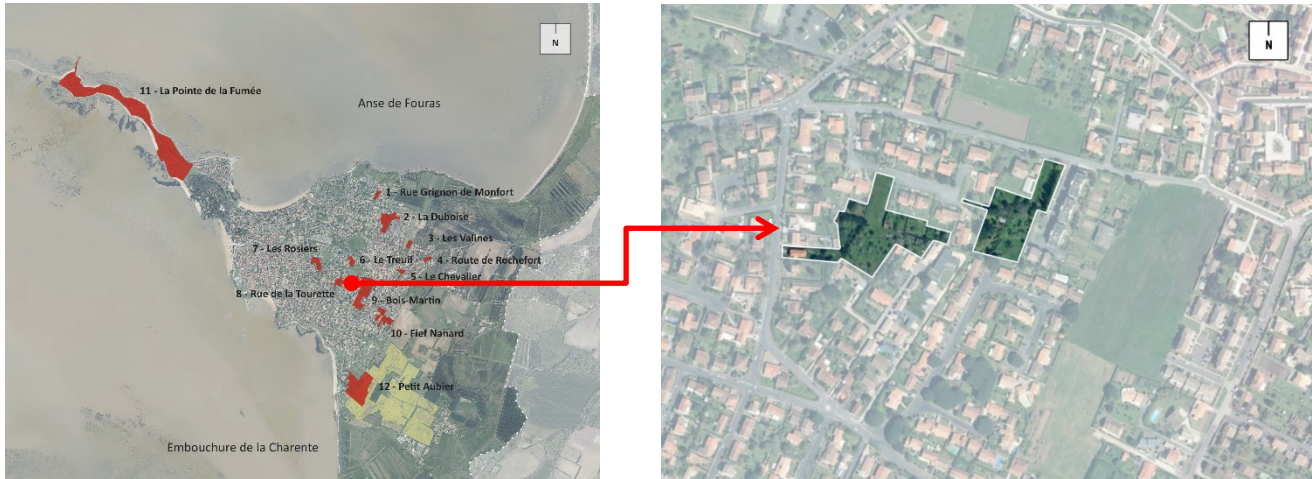 N
11 - La Pointe de la Fumée
Anse de Fouras
1 - Rue Grignon de Monfort
2 - La Duboise
3 - Les Valines
7 - Les Rosiers
6 - Le Treuil
4 - Route de Rochefort
5 - Le Chevalier
8 - Rue de la Tourette
9 - Bois-Martin
10 - Fief Nanard
12 - Petit Aubier
Embouchure de la Charente
N